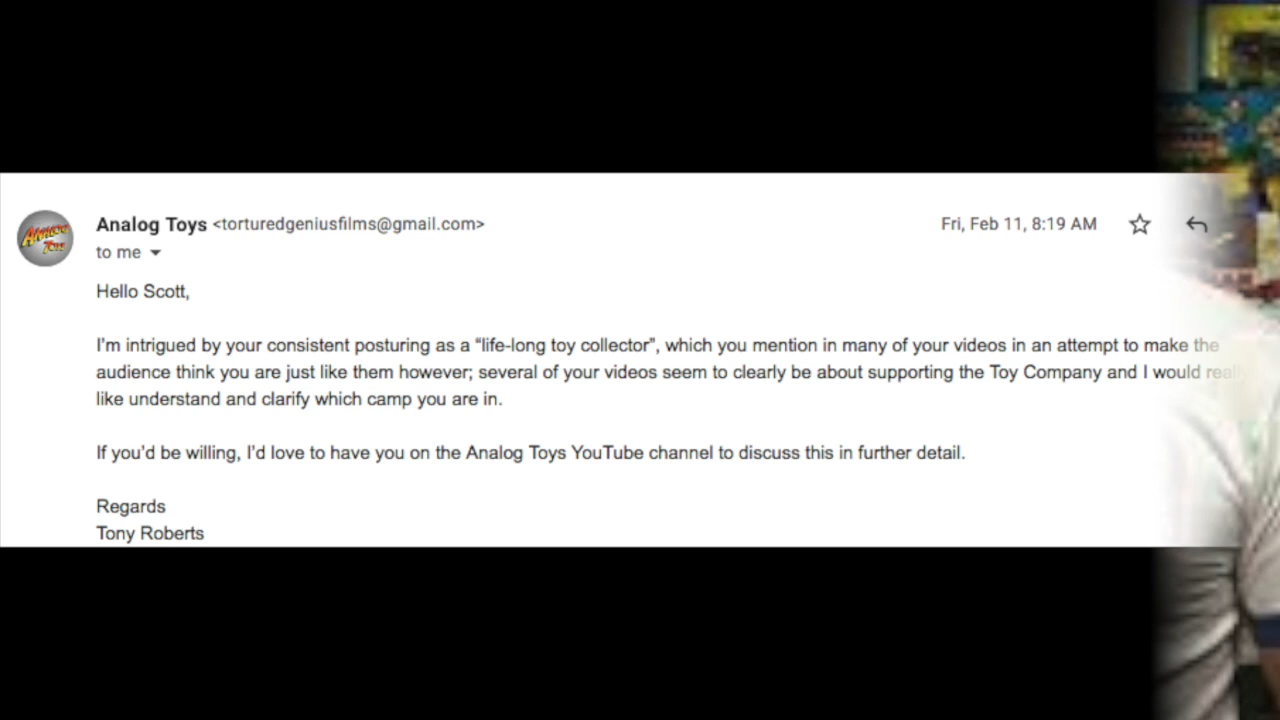 Analog Toys <torturedgeniusfilms@gmail.com>
Fri, Feb 11, 8:19 AM
to me
Hello Scott,
I'm intrigued by your consistent posturing as a “life-long toy collector”, which you mention in many of your videos in an attempt to make the
audience think you are just like them however; several of your videos seem to clearly be about supporting the Toy Company and I would really
like understand and clarify which camp you are in.
If you'd be willing, I'd love to have you on the Analog Toys YouTube channel to discuss this in further detail.
Regards
Tony Roberts